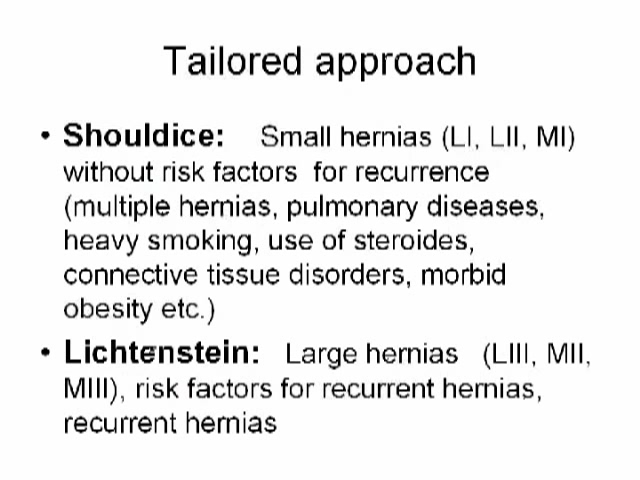 Tailored approach
• Shouldice: Small hernias (LI, LII, MI)
without risk factors for recurrence
(multiple hernias, pulmonary diseases,
heavy smoking, use of steroides,
connective tissue disorders, morbid
obesity etc.)
• Lichtenstein: Large hernias (LIII, MII,
MIII), risk factors for recurrent hernias,
recurrent hernias